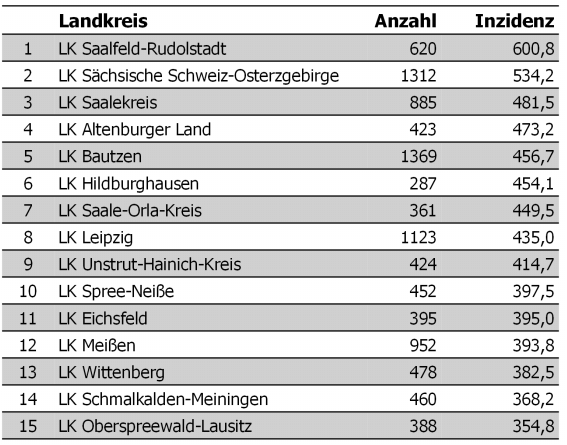 Landkreis Anzahl Inzidenz
1 LK Saalfeld-Rudolstadt 620 600,8
2 LK Sächsische Schweiz-Osterzgebirge 1312 534,2
3 LK Saalekreis 885 481,5
4 LK Altenburger Land 423 473,2
5 LK Bautzen 1369 456,7
6 LK Hildburghausen 287 454,1
7 LK Saale-Orla-Kreis 361 449,5
8 LK Leipzig 1123 435,0
9 LK Unstrut-Hainich-Kreis 424 414,7
10 LK Spree-Neiße 452 397,5
11 LK Eichsfeld 395 395,0
12 LK Meißen 952 393,8
13 LK Wittenberg 478 382,5
14 LK Schmalkalden-Meiningen 460 368,2
15 LK Oberspreewald-Lausitz 388 354,8